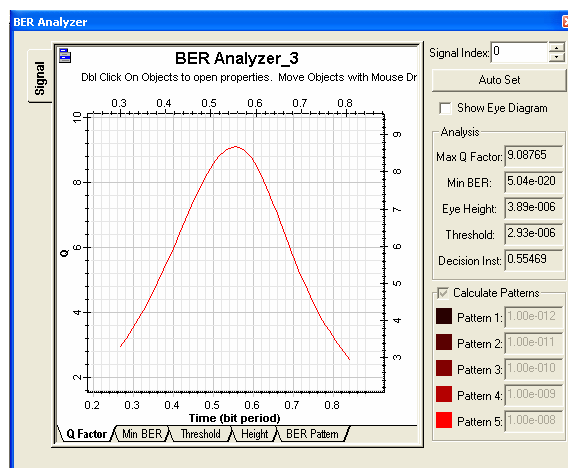 BER Analyzer
Signal
BER Analyzer_3
Dbl Click On Objects to open properties. Move Objects with Mouse Dr
0.3 0.4 0.5 0.6 0.7 0.8
10
8
6
4
2
Q
9
8
7
6
5
4
3
0.2 0.3 0.4 0.5 0.6 0.7 0.8
Time (bit period)
Q Factor Min BER Threshold Height BER Pattern
Signal Index: 0
Auto Set
Show Eye Diagram
Analysis
Max Q Factor: 9.08765
Min BER: 5.04e-020
Eye Height: 3.89e-006
Threshold: 2.93e-006
Decision Inst: 0.55469
Calculate Patterns
Pattern 1: 1.00e-012
Pattern 2: 1.00e-011
Pattern 3: 1.00e-010
Pattern 4: 1.00e-009
Pattern 5: 1.00e-008